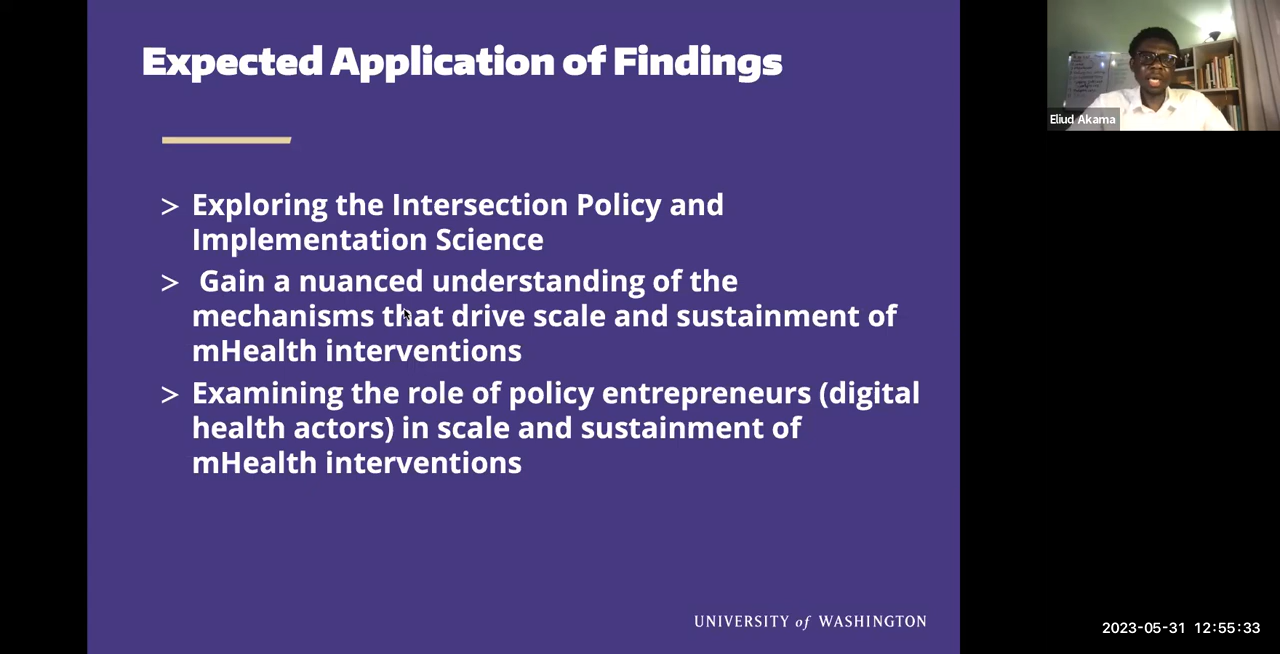 Expected Application of Findings
> Exploring the Intersection Policy and
Implementation Science
> Gain a nuanced understanding of the
mechanisms that drive scale and sustainment of
mHealth interventions
> Examining the role of policy entrepreneurs (digital
health actors) in scale and sustainment of
mHealth interventions
UNIVERSITY of WASHINGTON
Eliud Akama
2023-05-31 12:55:33